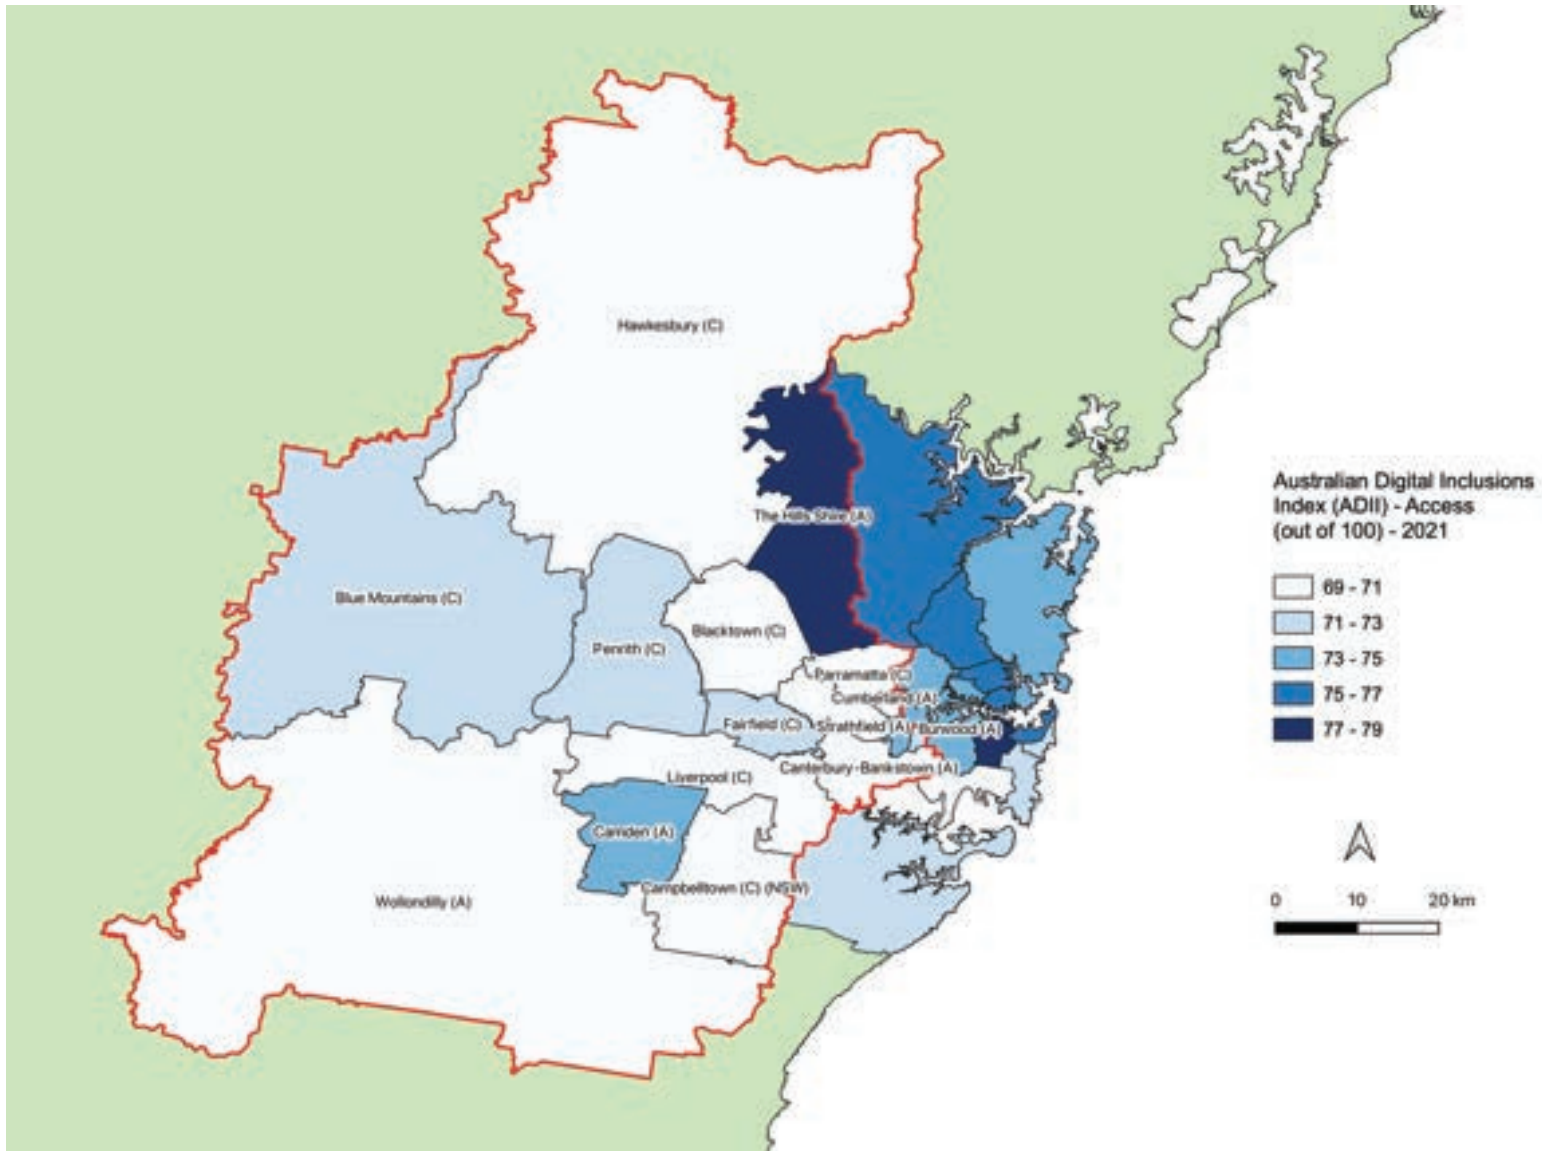 Hawkesbury (C)
The Hills Shire (A)
Blue Mountains (C)
Blacktown (C)
Penrith (C)
Parramatta (C)
Cumberland (A)
Fairfield (C)
Strathfield (A)
Burwood (A)
Canterbury-Bankstown (A)
Liverpool (C)
Camden (A)
Campbelltown (C) (NSW)
Wollondilly (A)
Australian Digital Inclusions
Index (ADII) - Access
(out of 100) - 2021
69 - 71
71 - 73
73 - 75
75 - 77
77 - 79
0 10 20 km